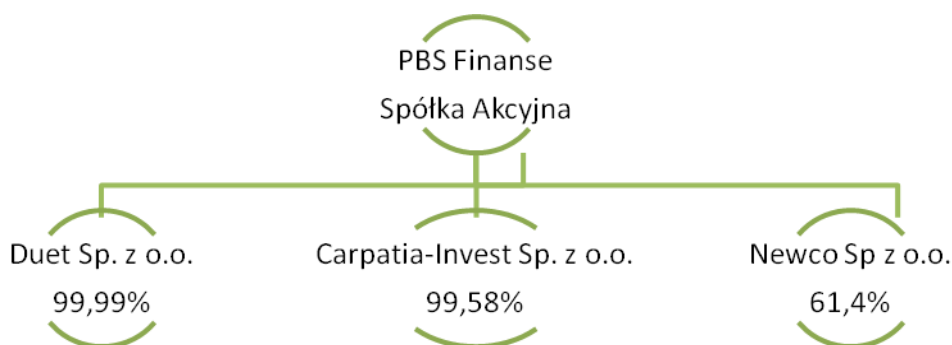 PBS Finanse
Spółka Akcyjna
Duet Sp. z o.o.
99,99%
Carpatia-Invest Sp. z o.o.
99,58%
Newco Sp z o.o.
61,4%